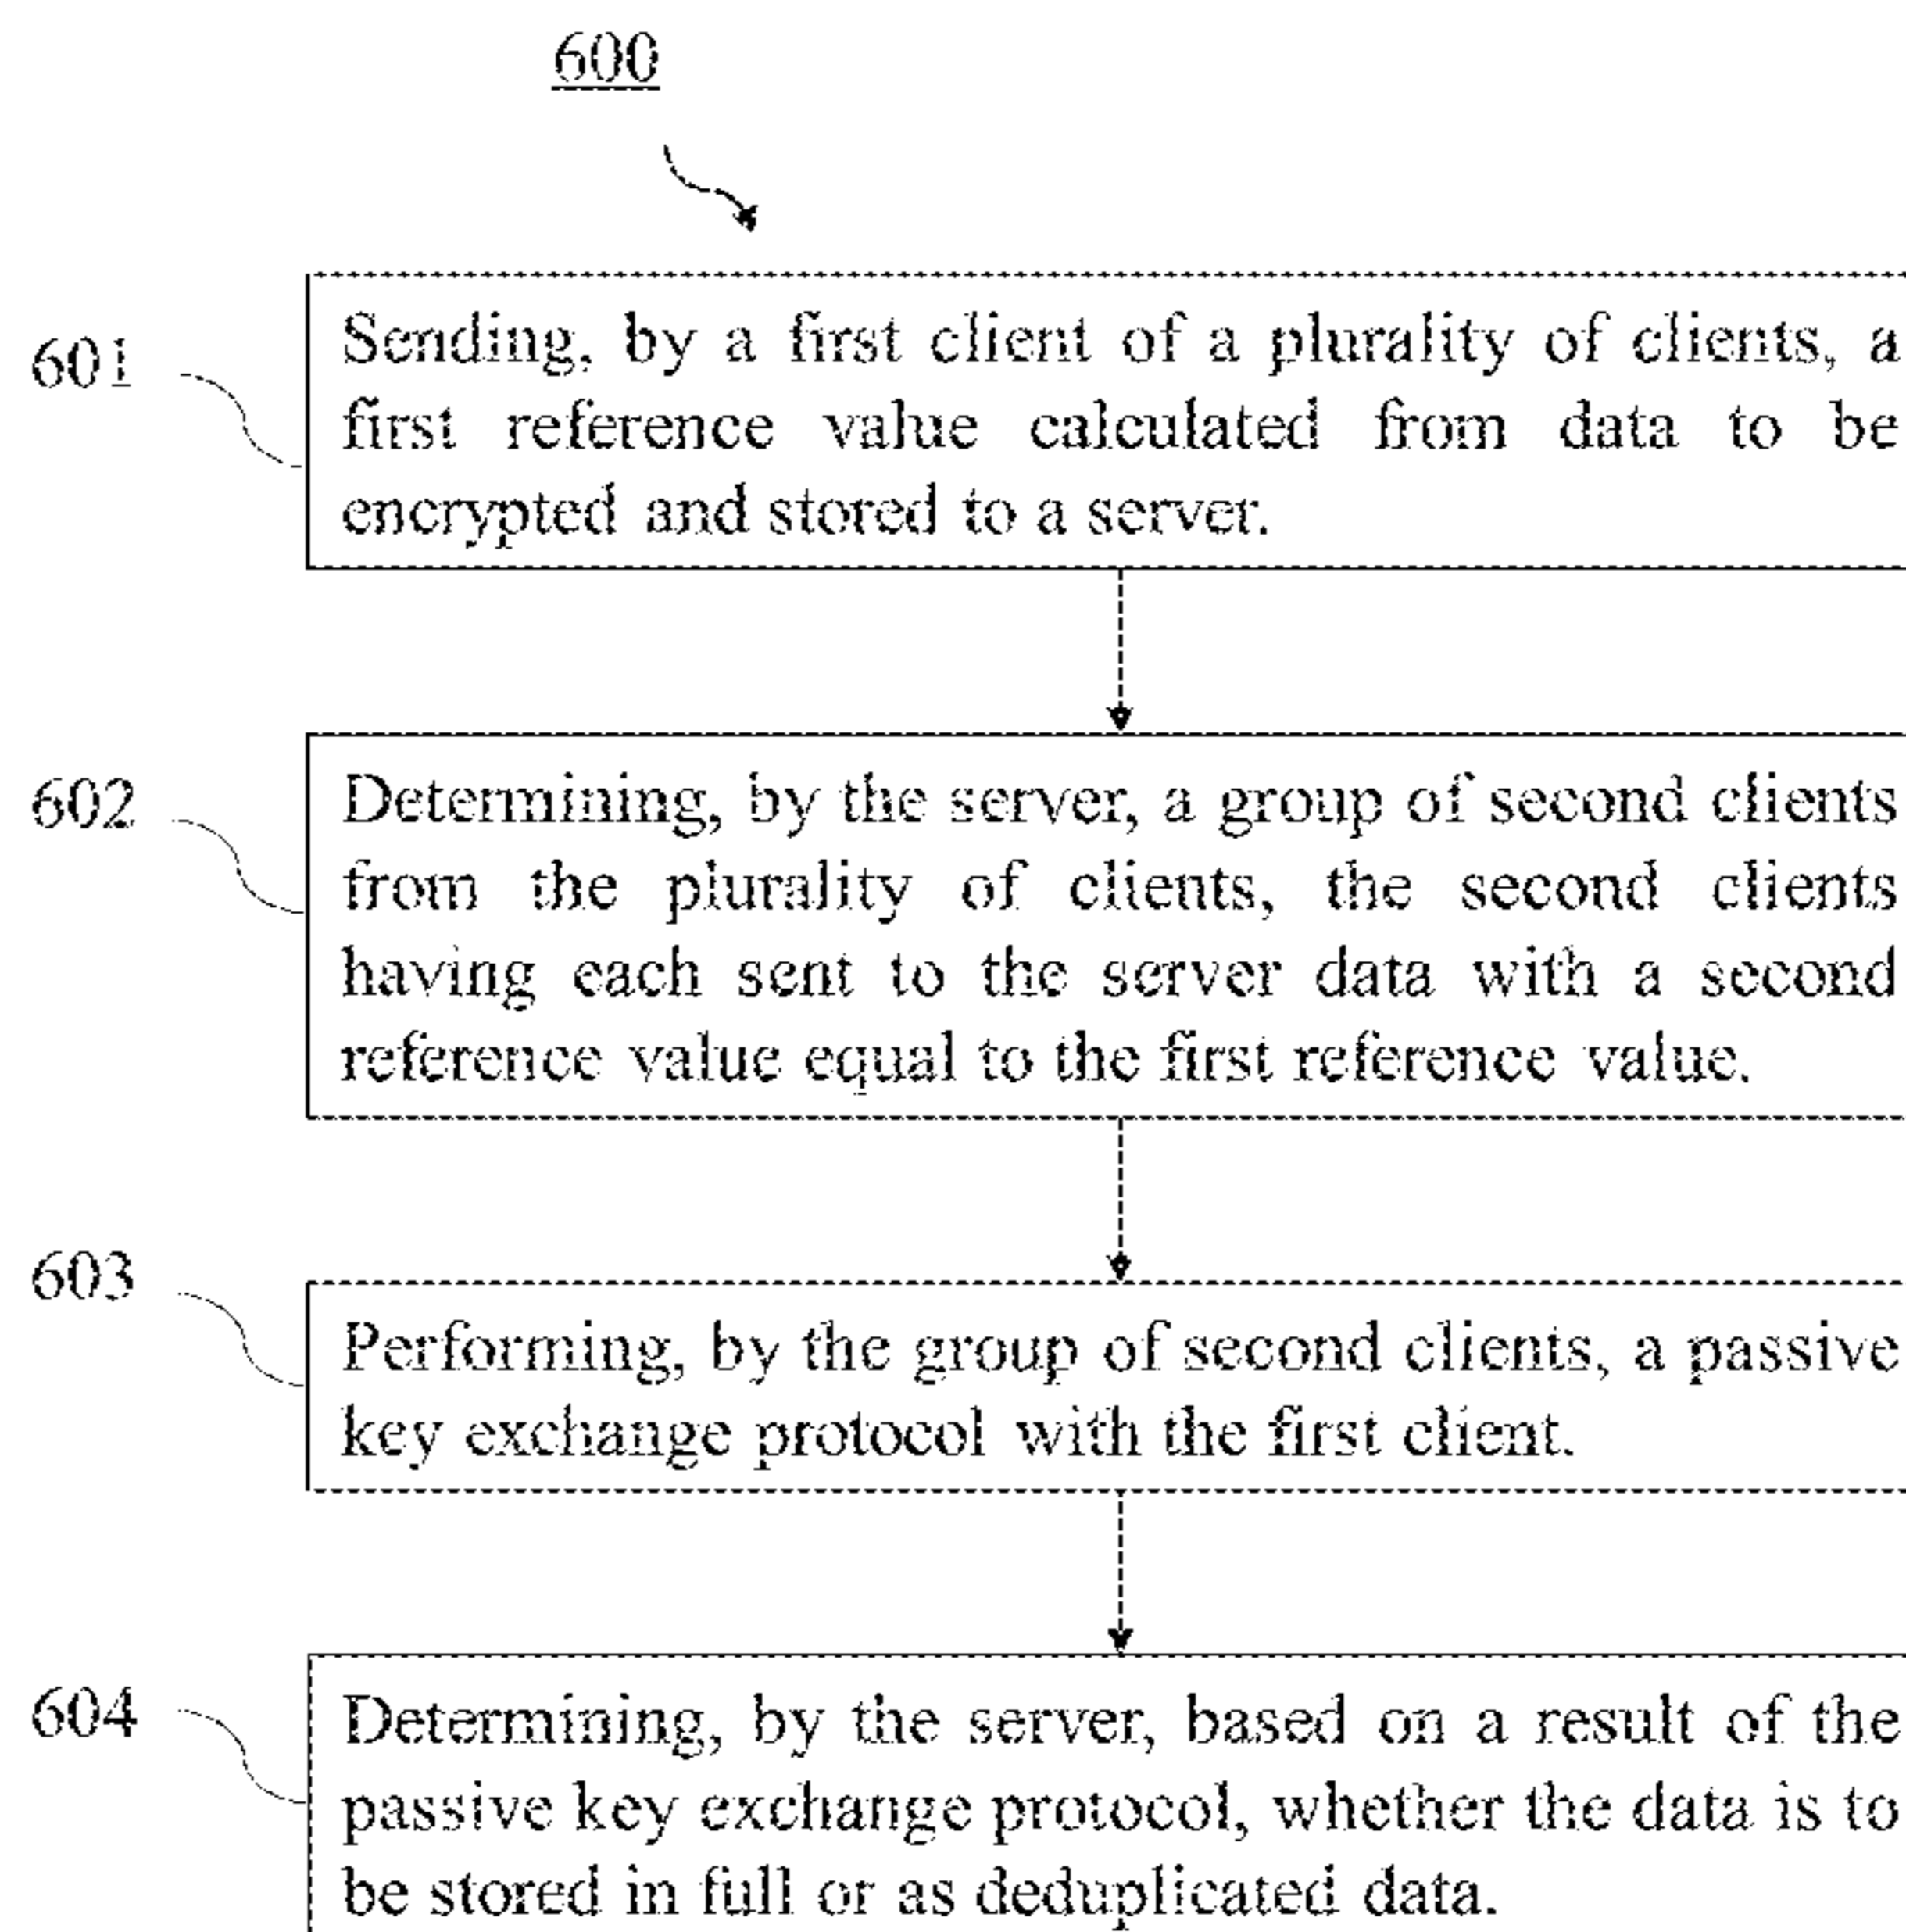 600
601
Sending, by a first client of a plurality of clients, a
first reference value calculated from data to be
encrypted and stored to a server.
602
Determining, by the server, a group of second clients
from the plurality of clients, the second clients
having each sent to the server data with a second
reference value equal to the first reference value.
603
Performing, by the group of second clients, a passive
key exchange protocol with the first client.
604
Determining, by the server, based on a result of the
passive key exchange protocol, whether the data is to
be stored in full or as deduplicated data.